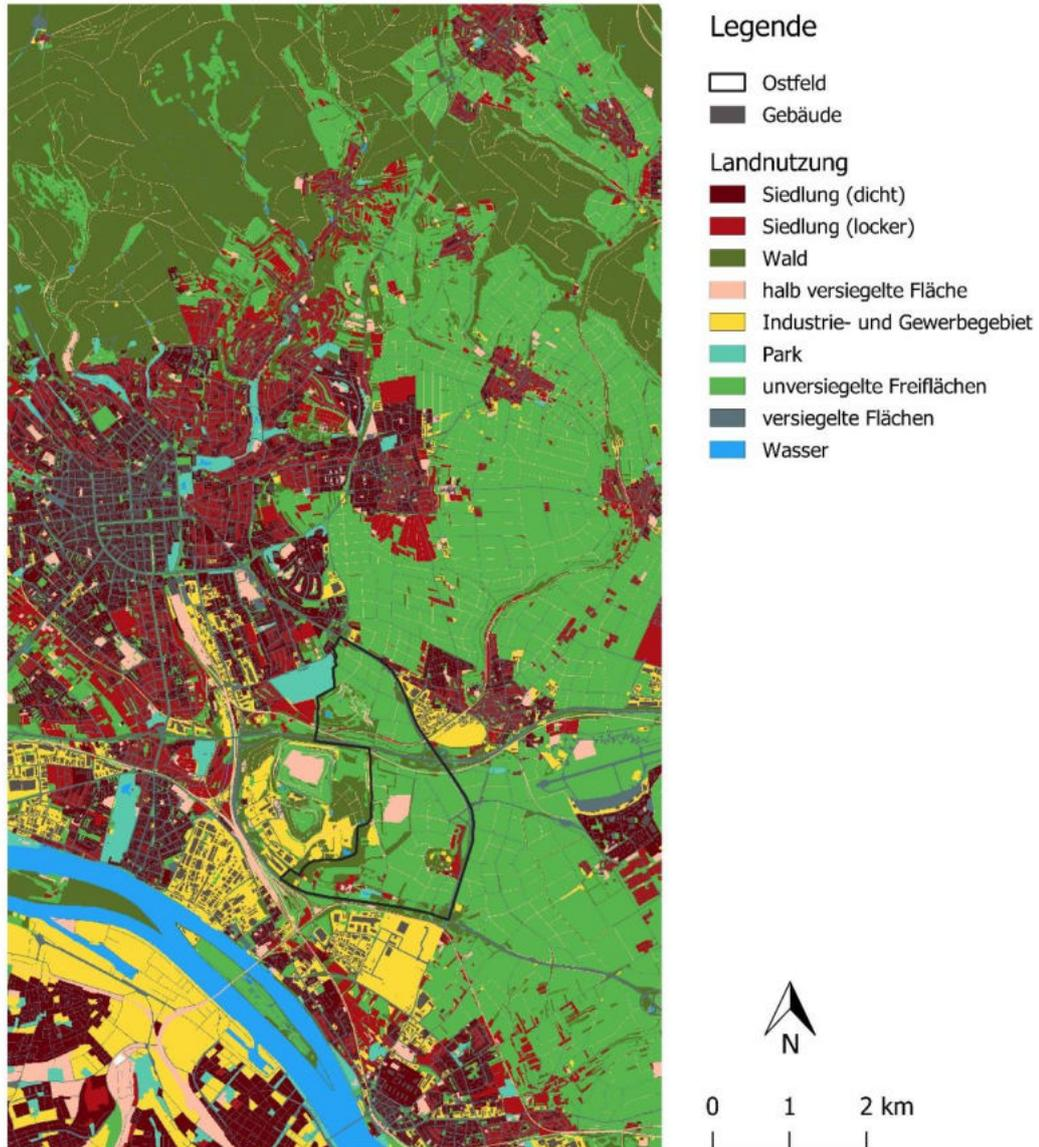 Legende
Ostfeld
Gebäude
Landnutzung
Siedlung (dicht)
Siedlung (locker)
Wald
halb versiegelte Fläche
Industrie- und Gewerbegebiet
Park
unversiegelte Freiflächen
versiegelte Flächen
Wasser
N
0 1 2 km